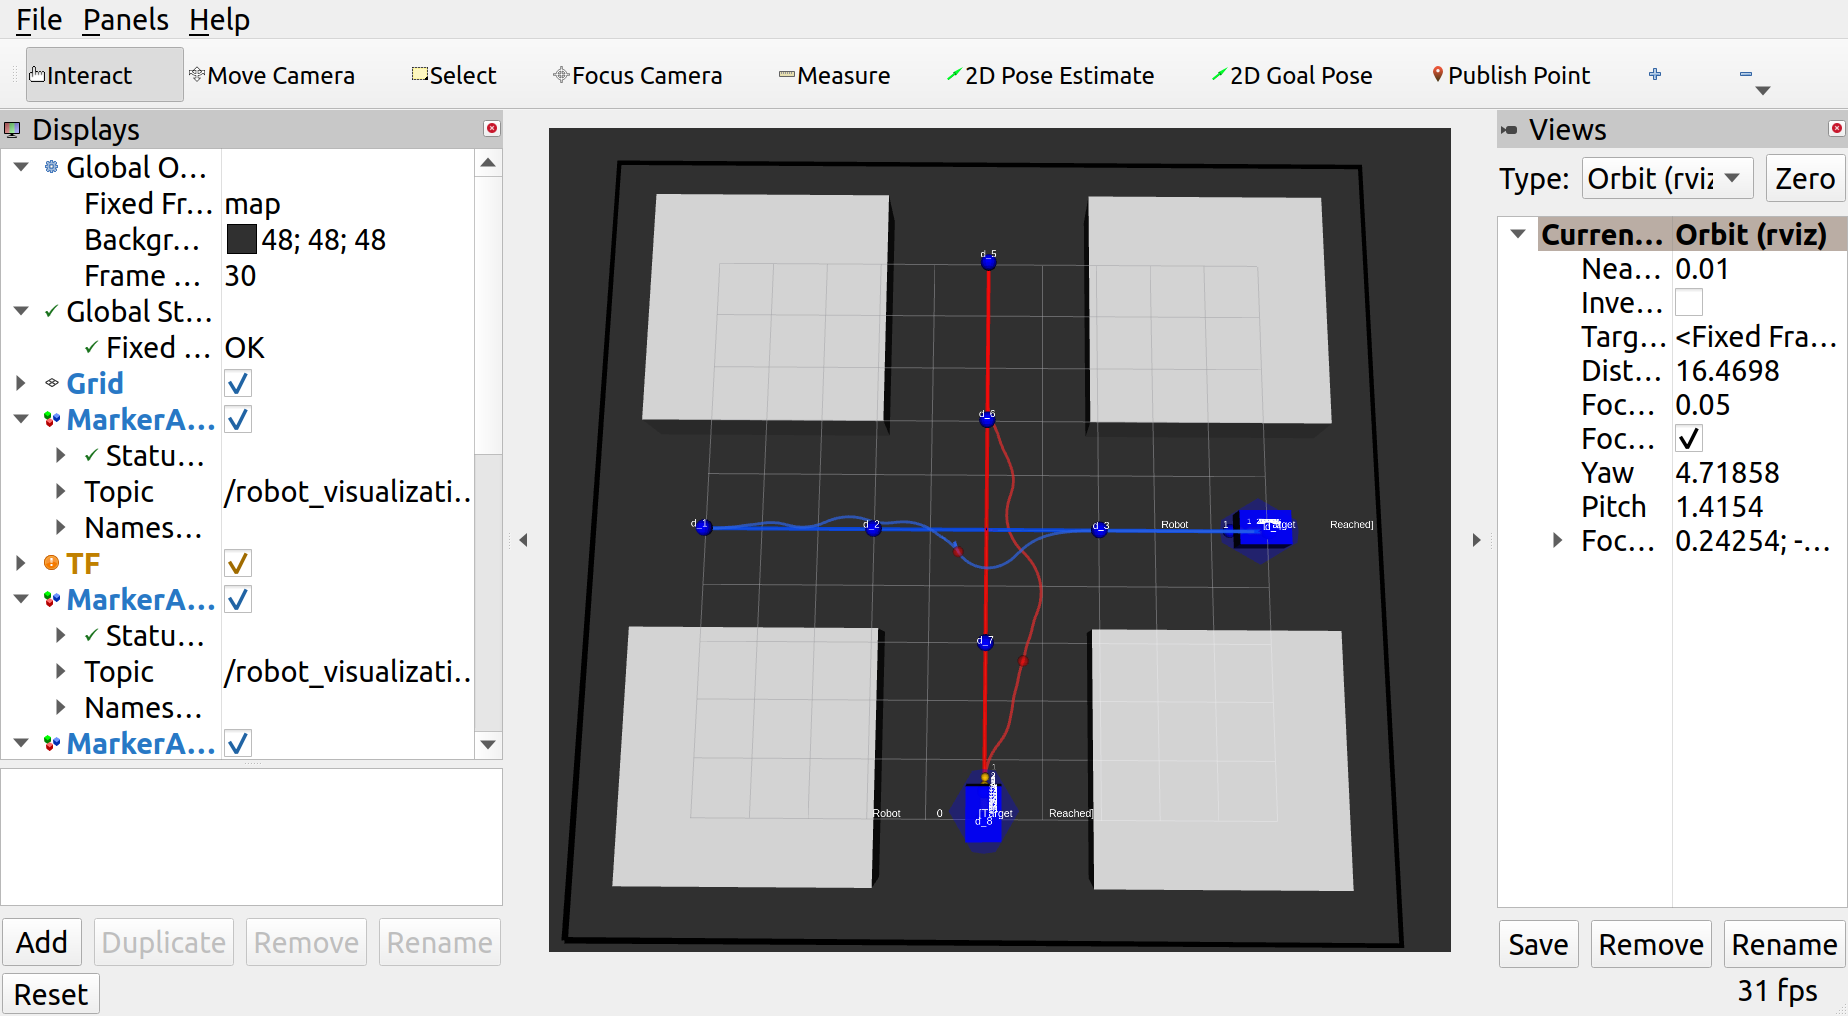 File Panels Help
Interact Move Camera Select Focus Camera Measure 2D Pose Estimate 2D Goal Pose Publish Point
Displays
Global O...
Fixed Fr... map
Backgr... 48; 48; 48
Frame ... 30
Global St...
Fixed ... OK
Grid
MarkerA...
Statu...
Topic /robot_visualizati..
Names...
TF
MarkerA...
Statu...
Topic /robot_visualizati..
Names...
MarkerA...
Add Duplicate Remove Rename
Reset
d_5
d_6
d_1 d_2 d_3 Robot 1 [Target Reached]
d_7
Robot 0 [Target Reached]
d_8
Views
Type: Orbit (rviz Zero
Curren... Orbit (rviz)
Nea... 0.01
Inve...
Targ... <Fixed Fra...
Dist... 16.4698
Foc... 0.05
Foc...
Yaw 4.71858
Pitch 1.4154
Foc... 0.24254; -...
Save Remove Rename
31 fps